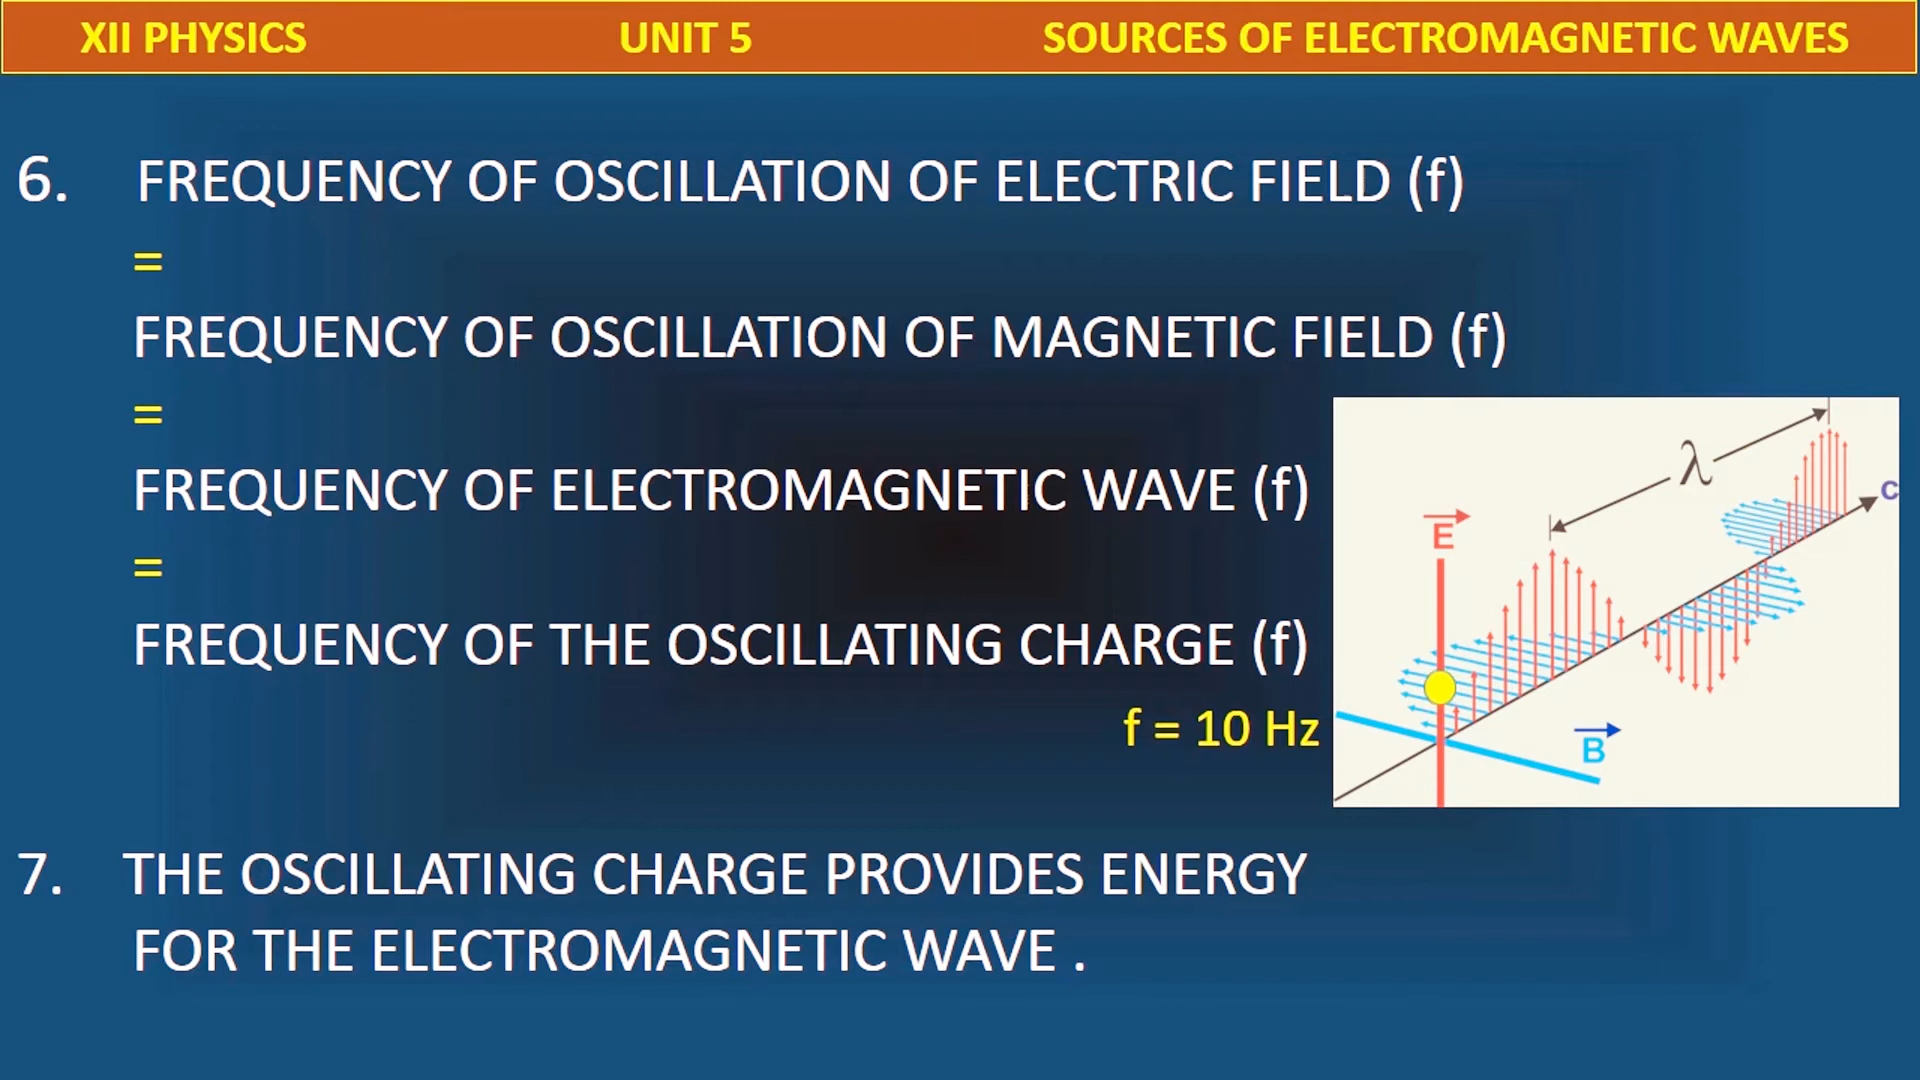 XII PHYSICS UNIT 5 SOURCES OF ELECTROMAGNETIC WAVES
6. FREQUENCY OF OSCILLATION OF ELECTRIC FIELD (f)
=
FREQUENCY OF OSCILLATION OF MAGNETIC FIELD (f)
=
FREQUENCY OF ELECTROMAGNETIC WAVE (f)
=
FREQUENCY OF THE OSCILLATING CHARGE (f)
f = 10 Hz
λ
c
E
B
7. THE OSCILLATING CHARGE PROVIDES ENERGY
FOR THE ELECTROMAGNETIC WAVE .